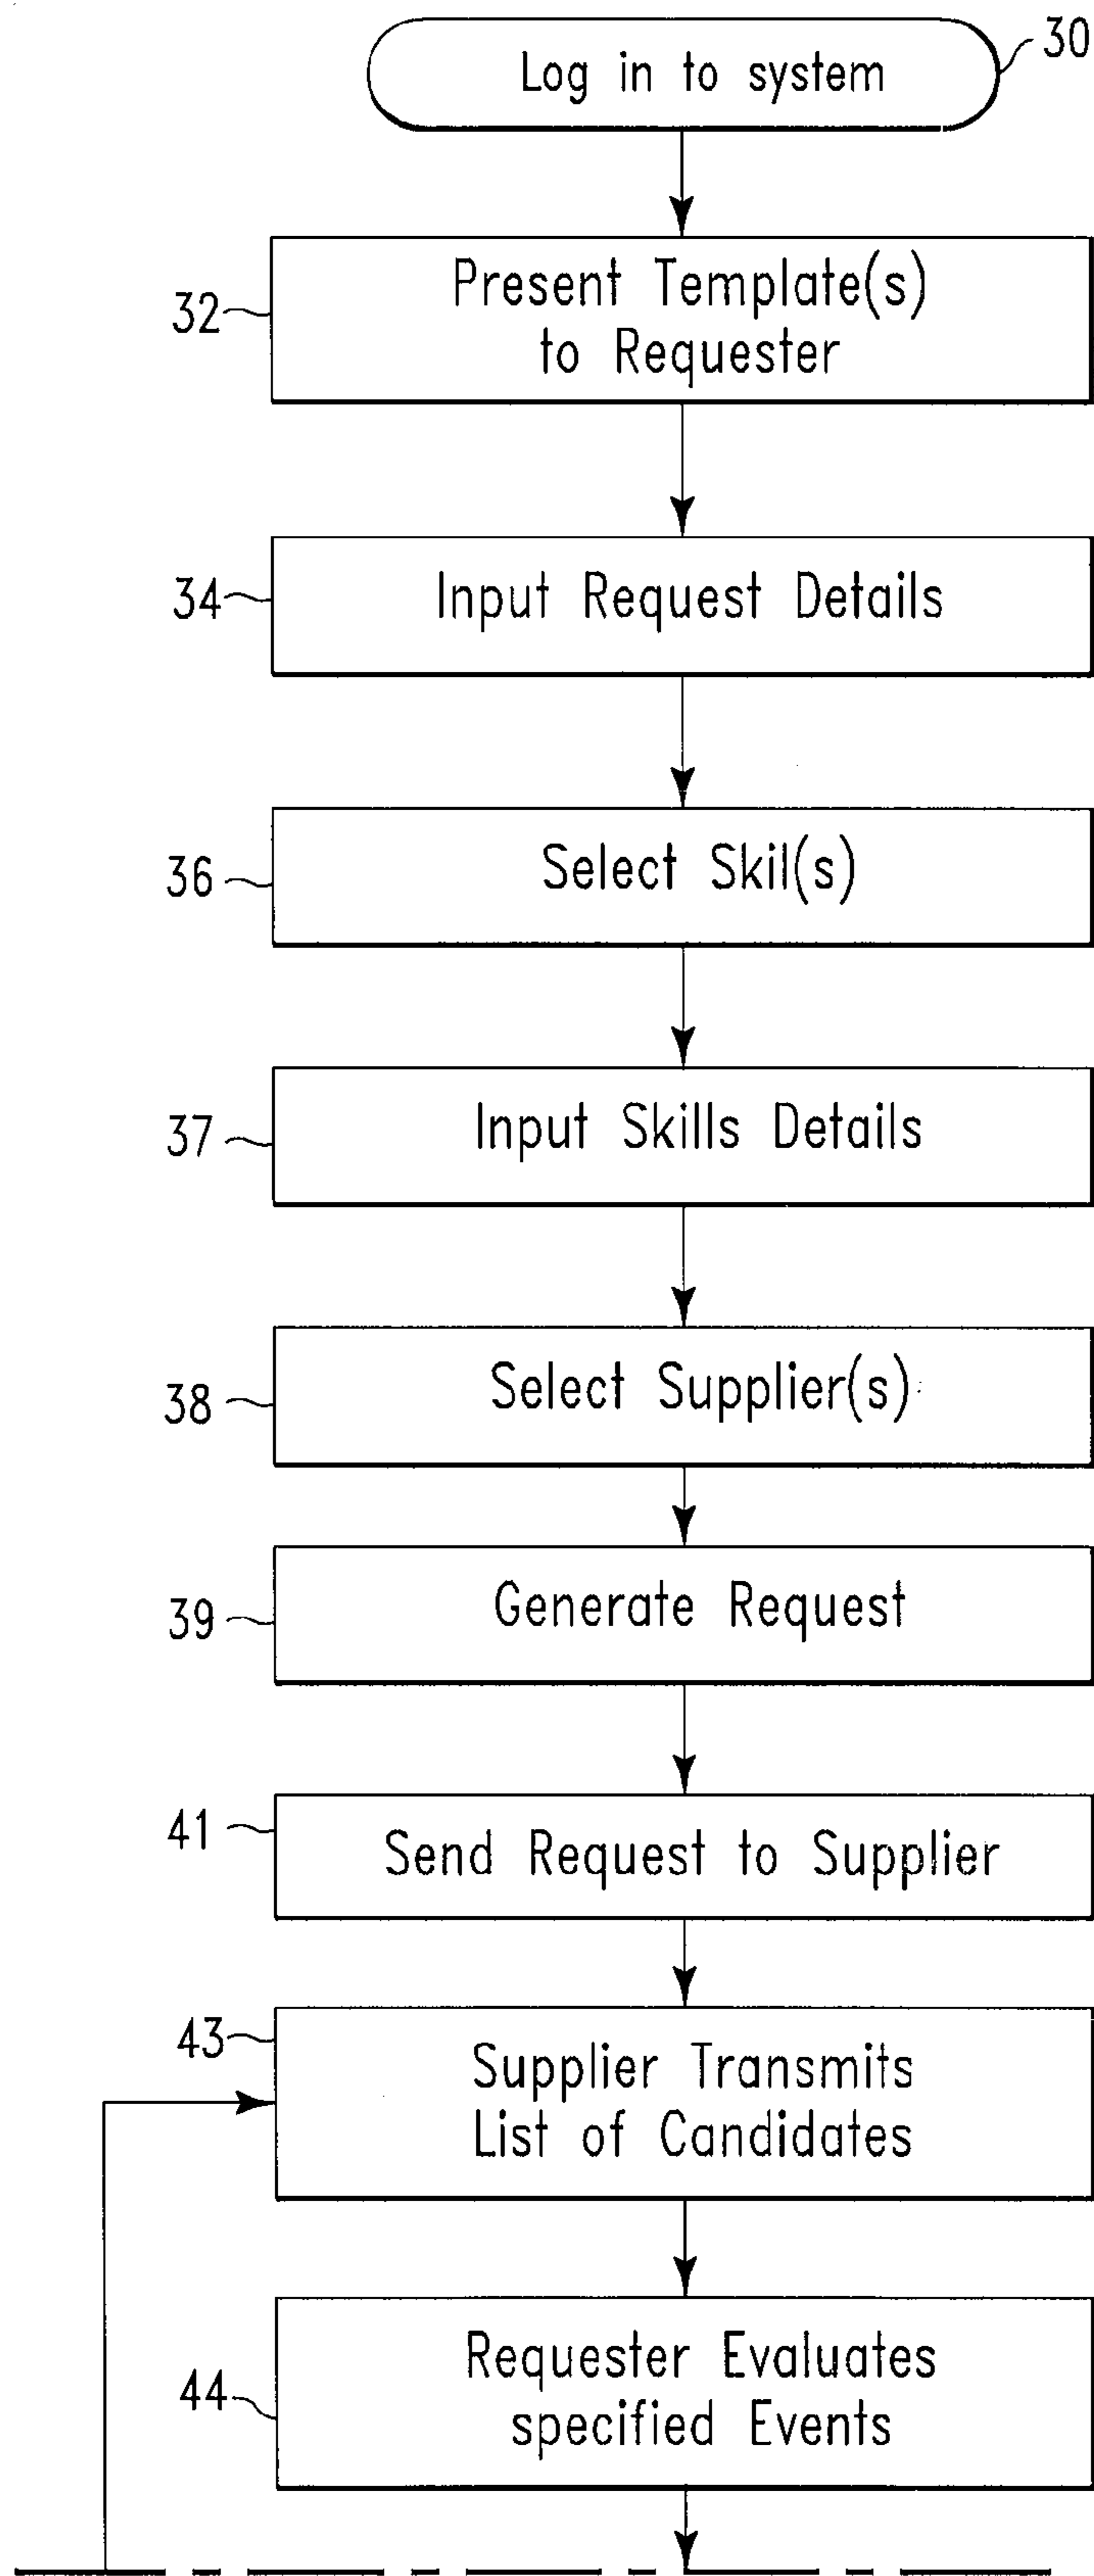 Log in to system
30
Present Template(s)
to Requester
32
Input Request Details
34
Select Skil(s)
36
Input Skills Details
37
Select Supplier(s)
38
Generate Request
39
Send Request to Supplier
41
Supplier Transmits
List of Candidates
43
Requester Evaluates
specified Events
44